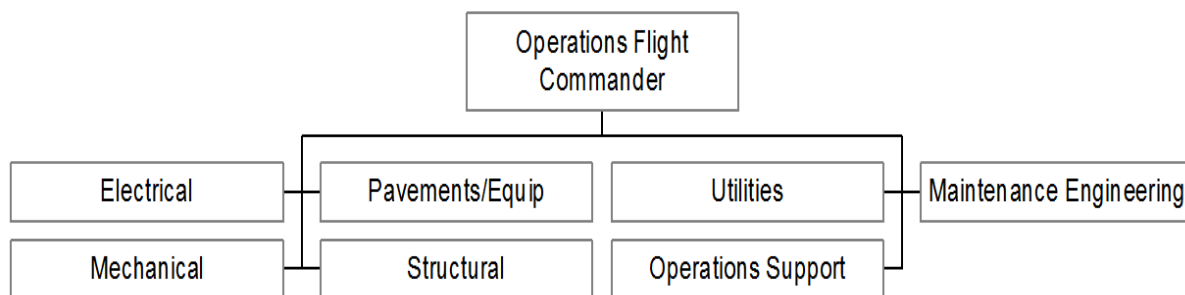 Operations Flight
Commander
Electrical
Pavements/Equip
Utilities
Maintenance Engineering
Mechanical
Structural
Operations Support